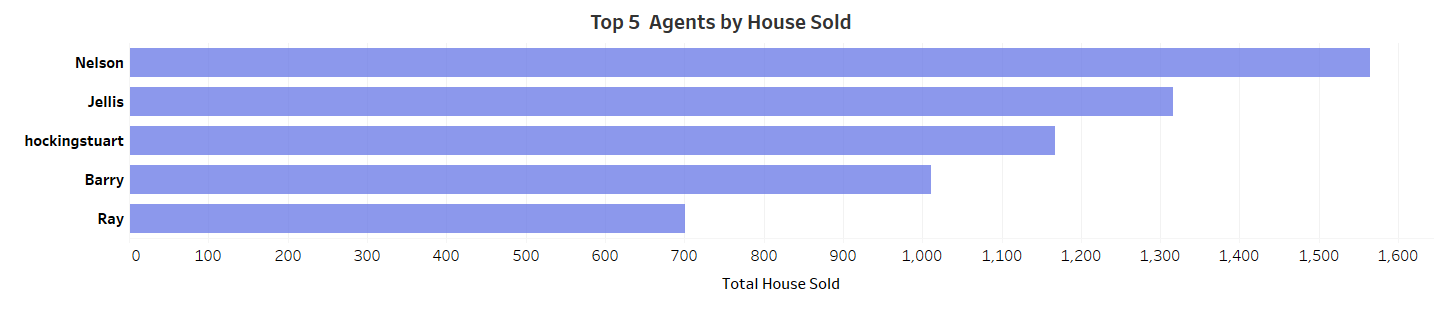 Top 5  Agents by House Sold
Nelson
Jellis
hockingstuart
Barry
Ray
0 100 200 300 400 500 600 700 800 900 1,000 1,100 1,200 1,300 1,400 1,500 1,600
Total House Sold